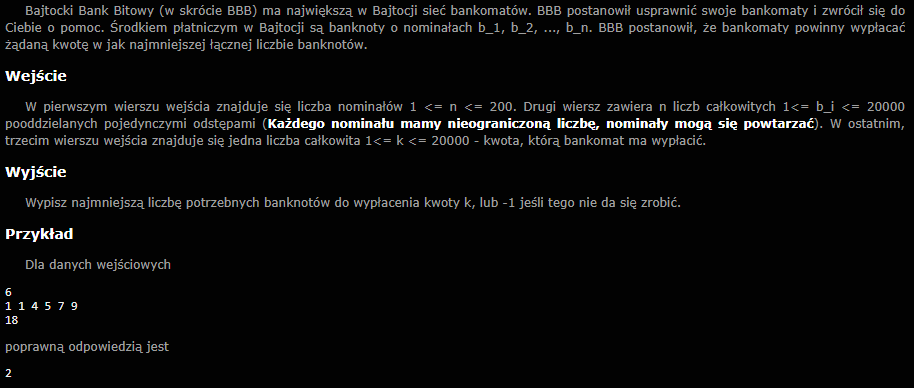 Bajtocki Bank Bitowy (w skrócie BBB) ma największą w Bajtocji sieć bankomatów. BBB postanowił usprawnić swoje bankomaty i zwrócił się do
Ciebie o pomoc. Środkiem płatniczym w Bajtocji są banknoty o nominałach b_1, b_2, ..., b_n. BBB postanowił, że bankomaty powinny wypłacać
żądaną kwotę w jak najmniejszej łącznej liczbie banknotów.
Wejście
W pierwszym wierszu wejścia znajduje się liczba nominałów 1 <= n <= 200. Drugi wiersz zawiera n liczb całkowitych 1<= b_i <= 20000
pooddzielanych pojedynczymi odstępami (Każdego nominału mamy nieograniczoną liczbę, nominały mogą się powtarzać). W ostatnim,
trzecim wierszu wejścia znajduje się jedna liczba całkowita 1<= k <= 20000 - kwota, którą bankomat ma wypłacić.
Wyjście
Wypisz najmniejszą liczbę potrzebnych banknotów do wypłacenia kwoty k, lub -1 jeśli tego nie da się zrobić.
Przykład
Dla danych wejściowych
6
1 1 4 5 7 9
18
poprawną odpowiedzią jest
2